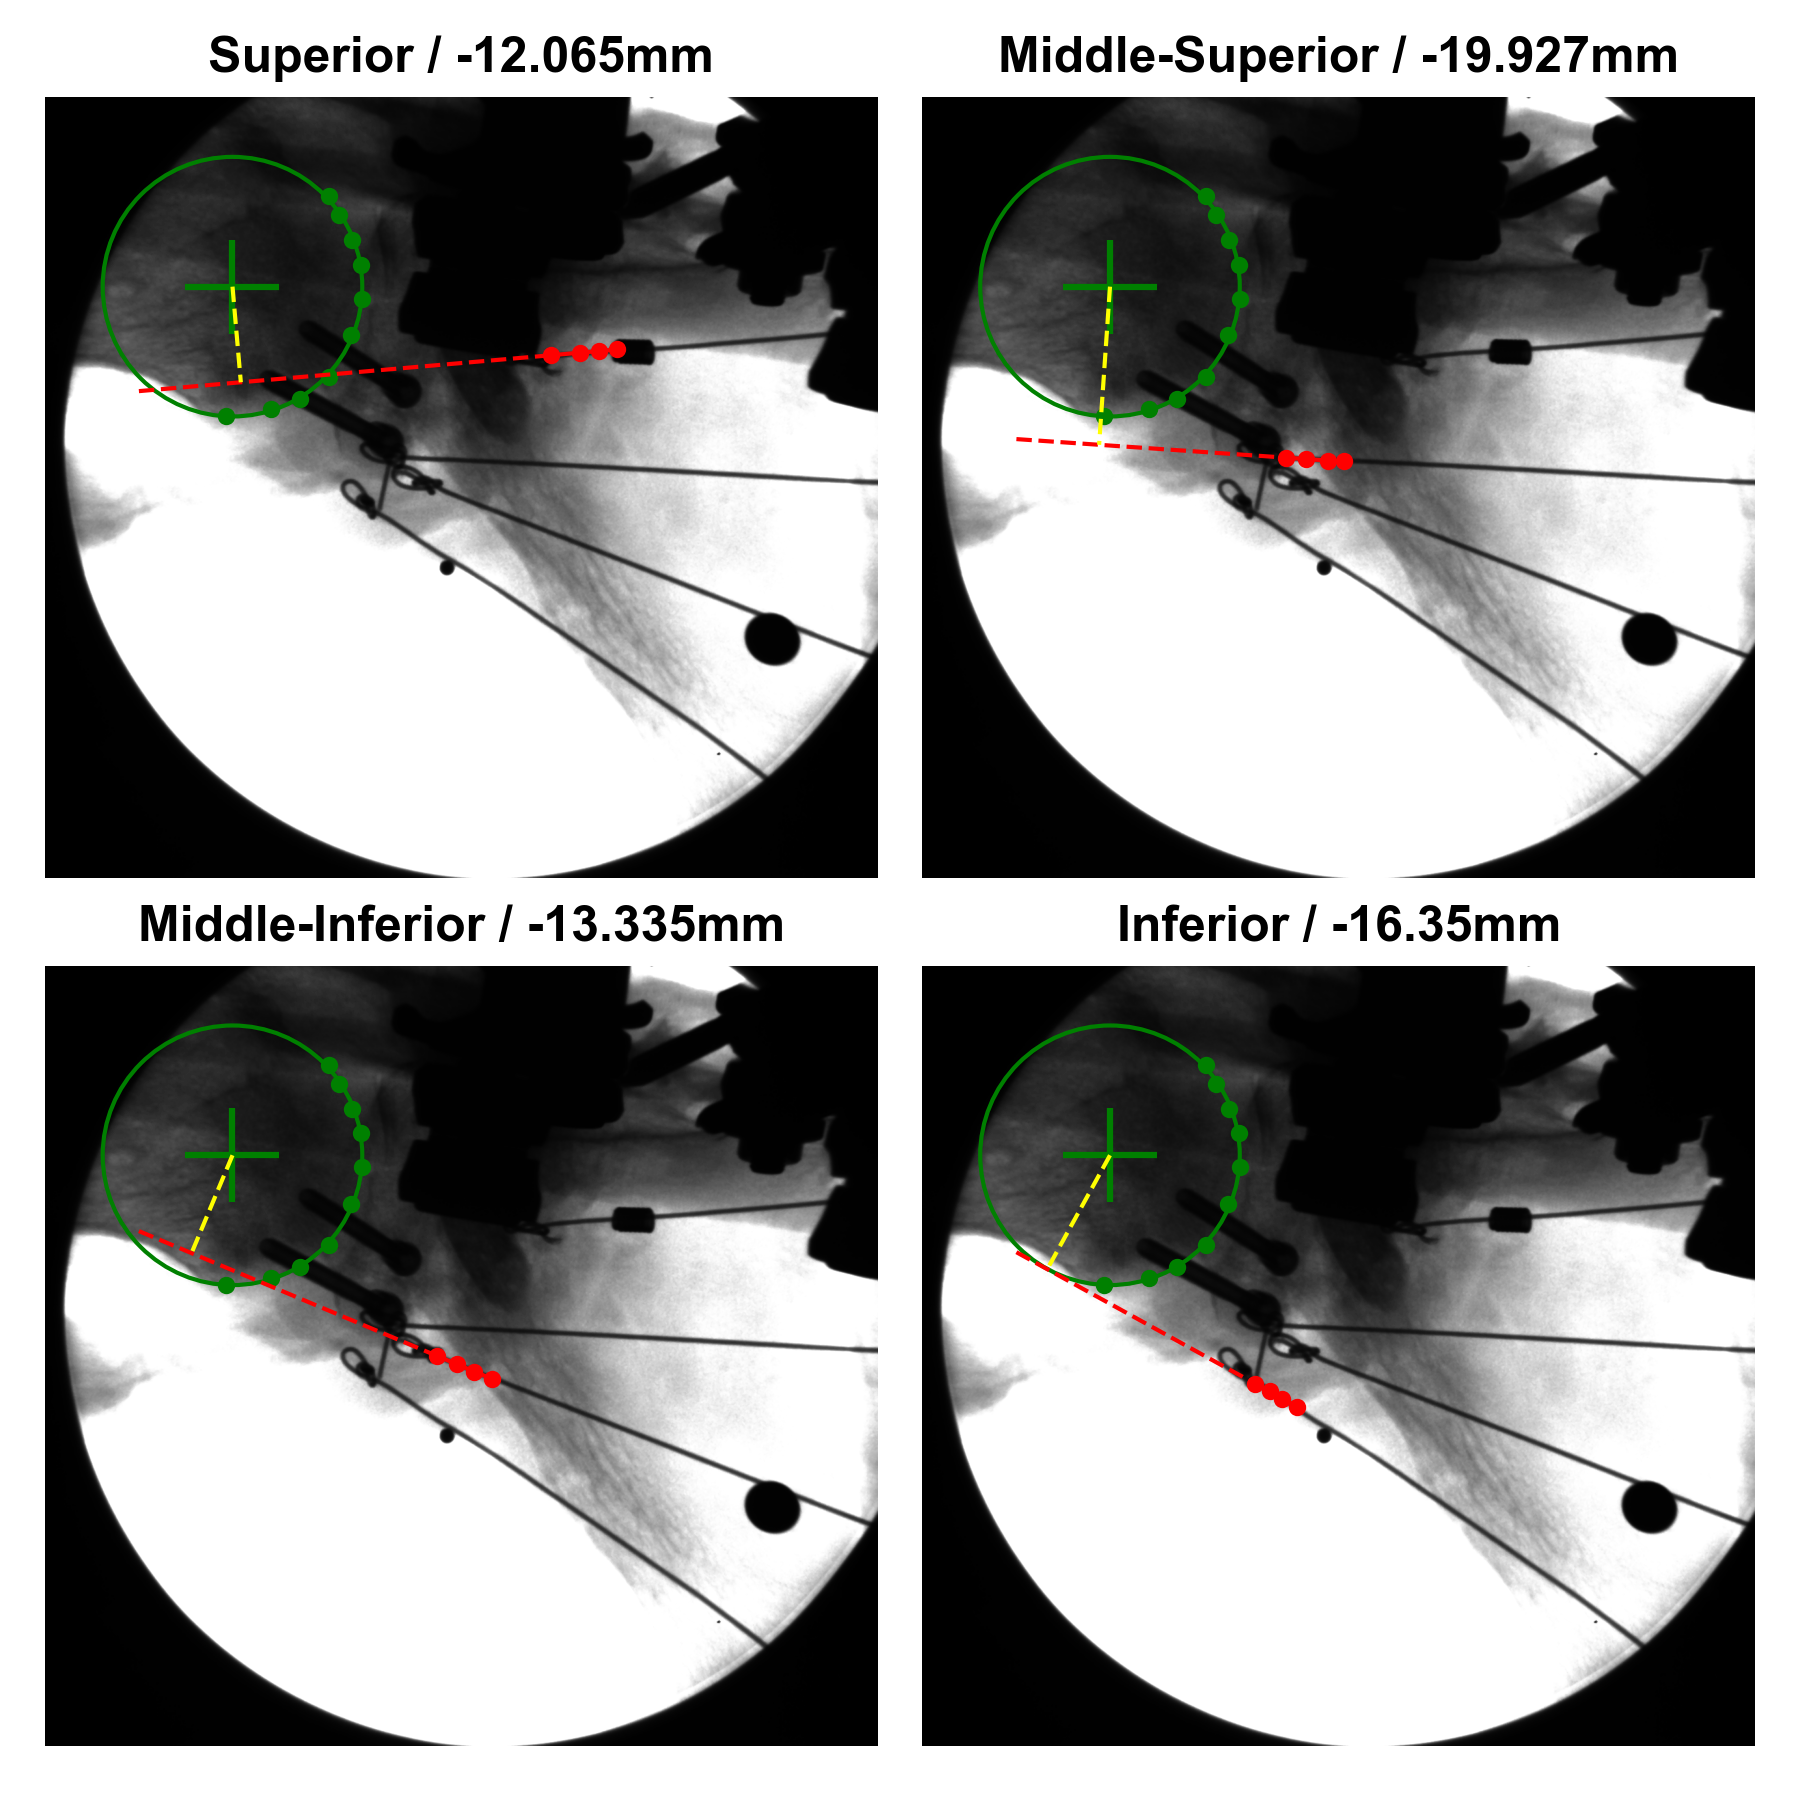 Superior / -12.065mm
Middle-Superior / -19.927mm
Middle-Inferior / -13.335mm
Inferior / -16.35mm